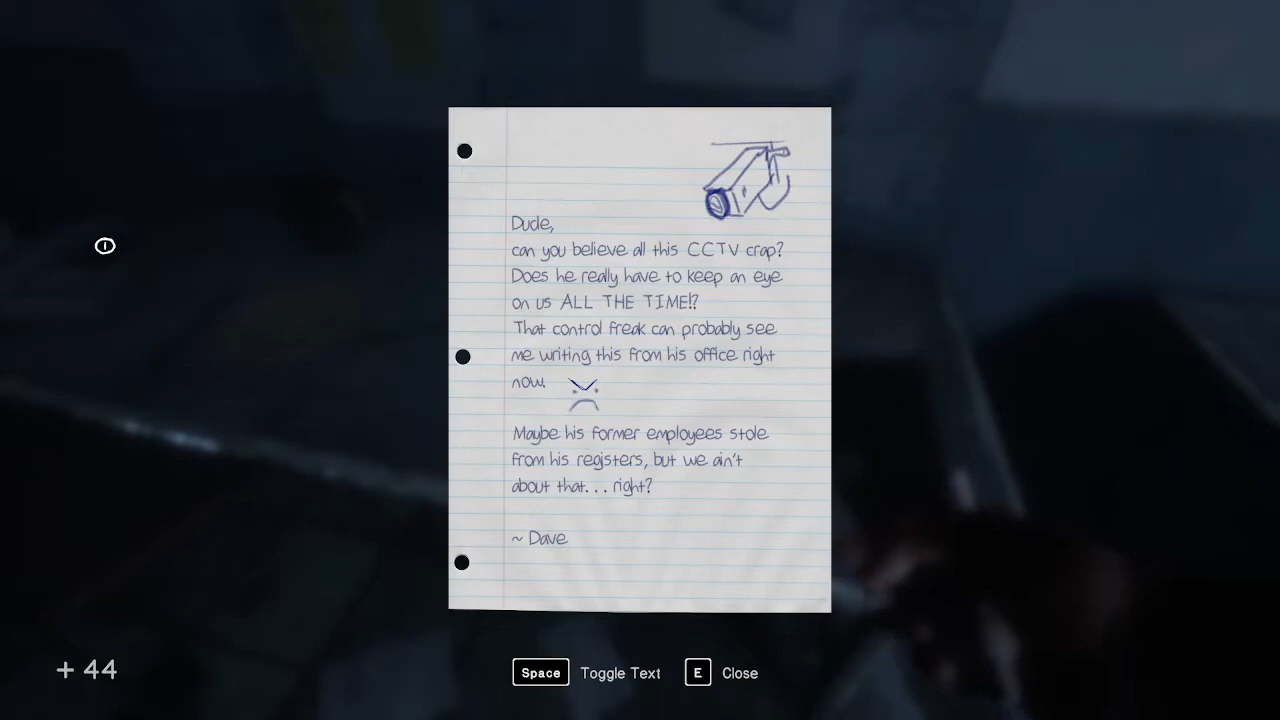 Dude,
can you believe all this CCTV crap?
Does he really have to keep an eye
on us ALL THE TIME!?
That control freak can probably see
me writing this from his office right
now.
Maybe his former employees stole
from his registers, but we ain't
about that... right?
~ Dave
+ 44
Space Toggle Text E Close